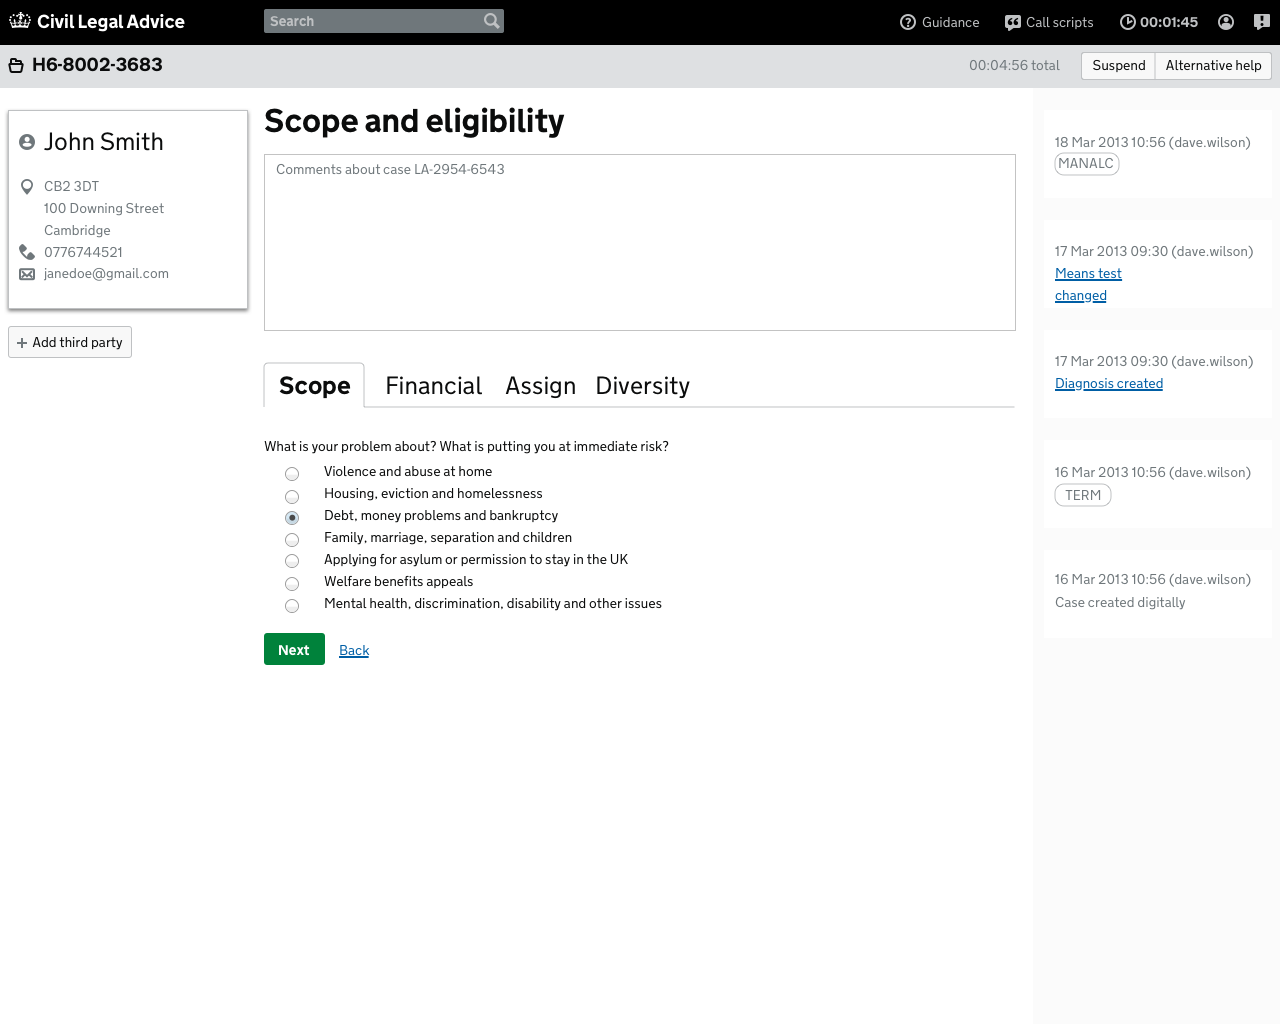 Civil Legal Advice
Search
Guidance
Call scripts
00:01:45
H6-8002-3683
00:04:56 total
Suspend
Alternative help
John Smith
CB2 3DT
100 Downing Street
Cambridge
0776744521
janedoe@gmail.com
+ Add third party
Scope and eligibility
Comments about case LA-2954-6543
Scope
Financial
Assign
Diversity
What is your problem about? What is putting you at immediate risk?
Violence and abuse at home
Housing, eviction and homelessness
Debt, money problems and bankruptcy
Family, marriage, separation and children
Applying for asylum or permission to stay in the UK
Welfare benefits appeals
Mental health, discrimination, disability and other issues
Next
Back
18 Mar 2013 10:56 (dave.wilson)
MANALC
17 Mar 2013 09:30 (dave.wilson)
Means test
changed
17 Mar 2013 09:30 (dave.wilson)
Diagnosis created
16 Mar 2013 10:56 (dave.wilson)
TERM
16 Mar 2013 10:56 (dave.wilson)
Case created digitally